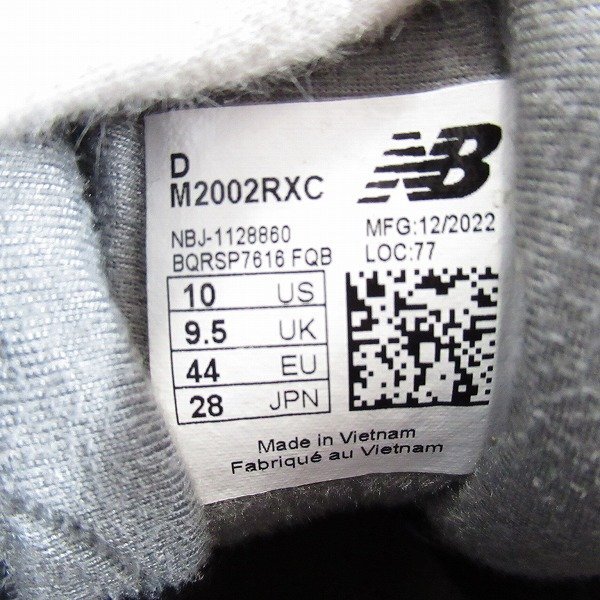 D
M2002RXC
NB
NBJ-1128860
BQRSP7616 FQB
MFG:12/2022
LOC:77
10 US
9.5 UK
44 EU
28 JPN
Made in Vietnam
Fabriqué au Vietnam